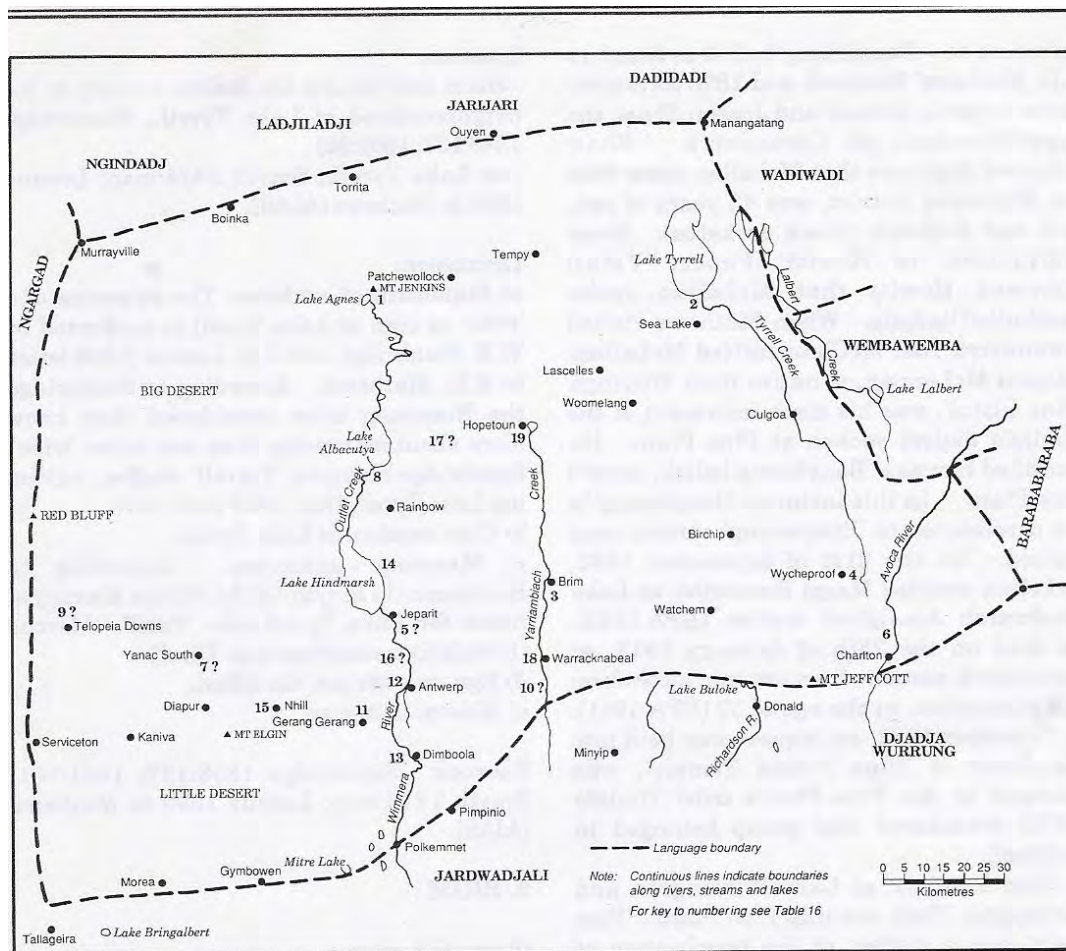 DADIDADI
JARIJARI
LADJILADJI
Ouyen
Manangatang
NGINDADJ
WADIWADI
Torrita
Boinka
Murrayville
Tempy
NGARGAD
Patchewollock
MT JENKINS
Lake Agnes
1
Lake Tyrrell
Lalbert
Creek
2
Sea Lake
Tyrrell Creek
WEMBAWEMBA
Lascelles
BIG DESERT
Woomelang
Lake Lalbert
Culgoa
Hopetoun
19
17 ?
Lake
Albacutya
8
Outlet Creek
Rainbow
RED BLUFF
BARABARABARABA
Birchip
Avoca River
14
Lake Hindmarsh
Wycheproof
4
Brim
3
Yarriambiach
Creek
Watchem
9 ?
Telopeia Downs
Jeparit
5 ?
6
Charlton
Yanac South
7 ?
16 ?
18
Warracknabeal
12
Antwerp
10 ?
MT JEFFCOTT
Lake Buloke
Donald
Diapur
15
Nhill
11
Gerang Gerang
River
Richardson R.
Serviceton
Kaniva
MT ELGIN
Minyip
DJADJA
WURRUNG
13
Dimboola
LITTLE DESERT
Wimmera
Pimpinio
Polkemmet
Mitre Lake
Gymbowen
Morea
JARDWADJALI
Language boundary
Note: Continuous lines indicate boundaries
along rivers, streams and lakes
For key to numbering see Table 16
0 5 10 15 20 25 30
Kilometres
Tallageira
Lake Bringalbert